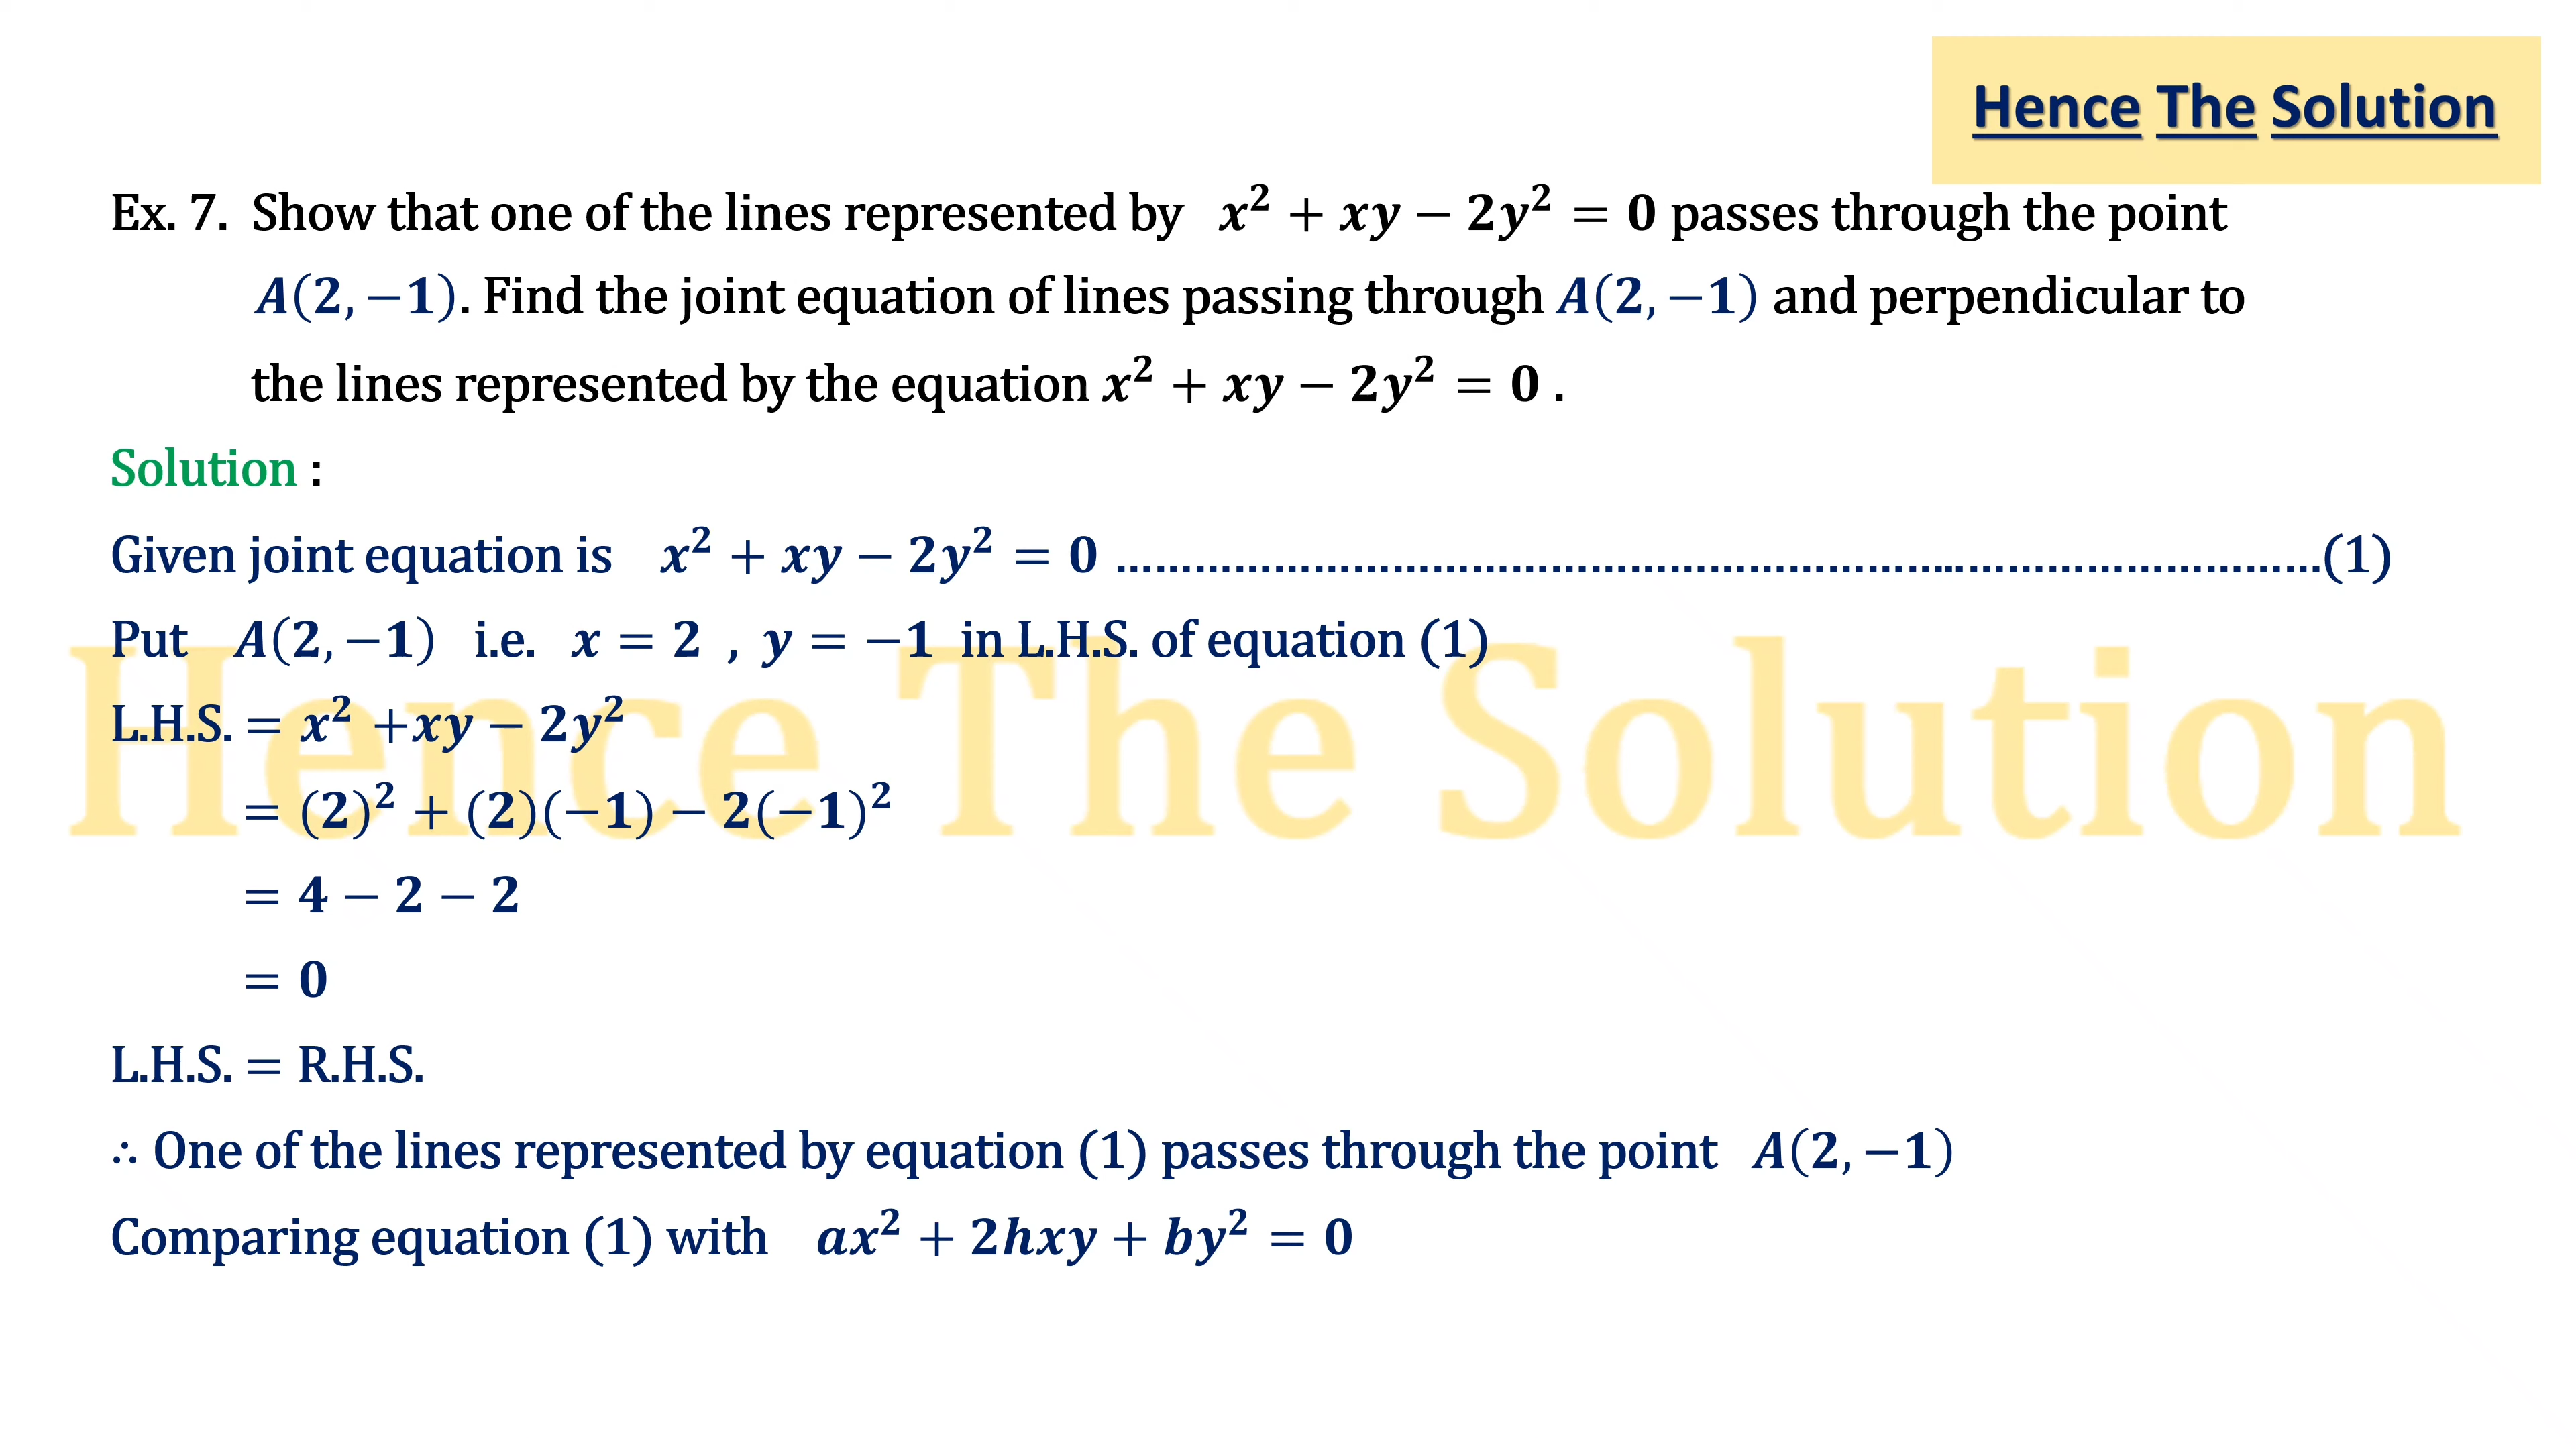 Hence The Solution
Ex. 7. Show that one of the lines represented by x² + xy − 2y² = 0 passes through the point
A(2, −1). Find the joint equation of lines passing through A(2, −1) and perpendicular to
the lines represented by the equation x² + xy − 2y² = 0 .
Solution :
Given joint equation is x² + xy − 2y² = 0 ..........................................................................................(1)
Put A(2, −1) i.e. x = 2 , y = −1 in L.H.S. of equation (1)
Hence The Solution
L.H.S. = x² +xy − 2y²
= (2)² + (2)(−1) − 2(−1)²
= 4 − 2 − 2
= 0
L.H.S. = R.H.S.
∴ One of the lines represented by equation (1) passes through the point A(2, −1)
Comparing equation (1) with ax² + 2hxy + by² = 0